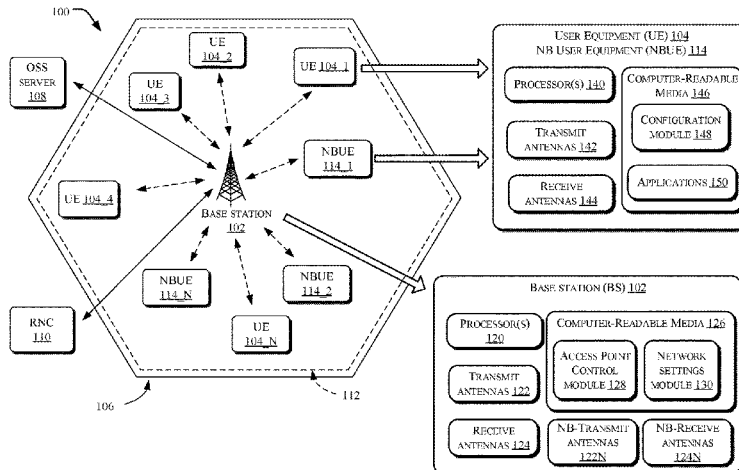 100
OSS
SERVER
108
UE
104_2
UE
104_3
UE 104_1
NBUE
114_1
UE 104_4
BASE STATION
102
NBUE
114_N
NBUE
114_2
UE
104_N
RNC
110
106
112
USER EQUIPMENT (UE) 104
NB USER EQUIPMENT (NBUE) 114
PROCESSOR(S) 140
TRANSMIT
ANTENNAS 142
RECEIVE
ANTENNAS 144
COMPUTER-READABLE
MEDIA 146
CONFIGURATION
MODULE 148
APPLICATIONS 150
BASE STATION (BS) 102
PROCESSOR(S)
120
TRANSMIT
ANTENNAS
122
RECEIVE
ANTENNAS 124
COMPUTER-READABLE MEDIA 126
ACCESS POINT
CONTROL
MODULE 128
NETWORK
SETTINGS
MODULE 130
NB-TRANSMIT
ANTENNAS
122N
NB-RECEIVE
ANTENNAS
124N